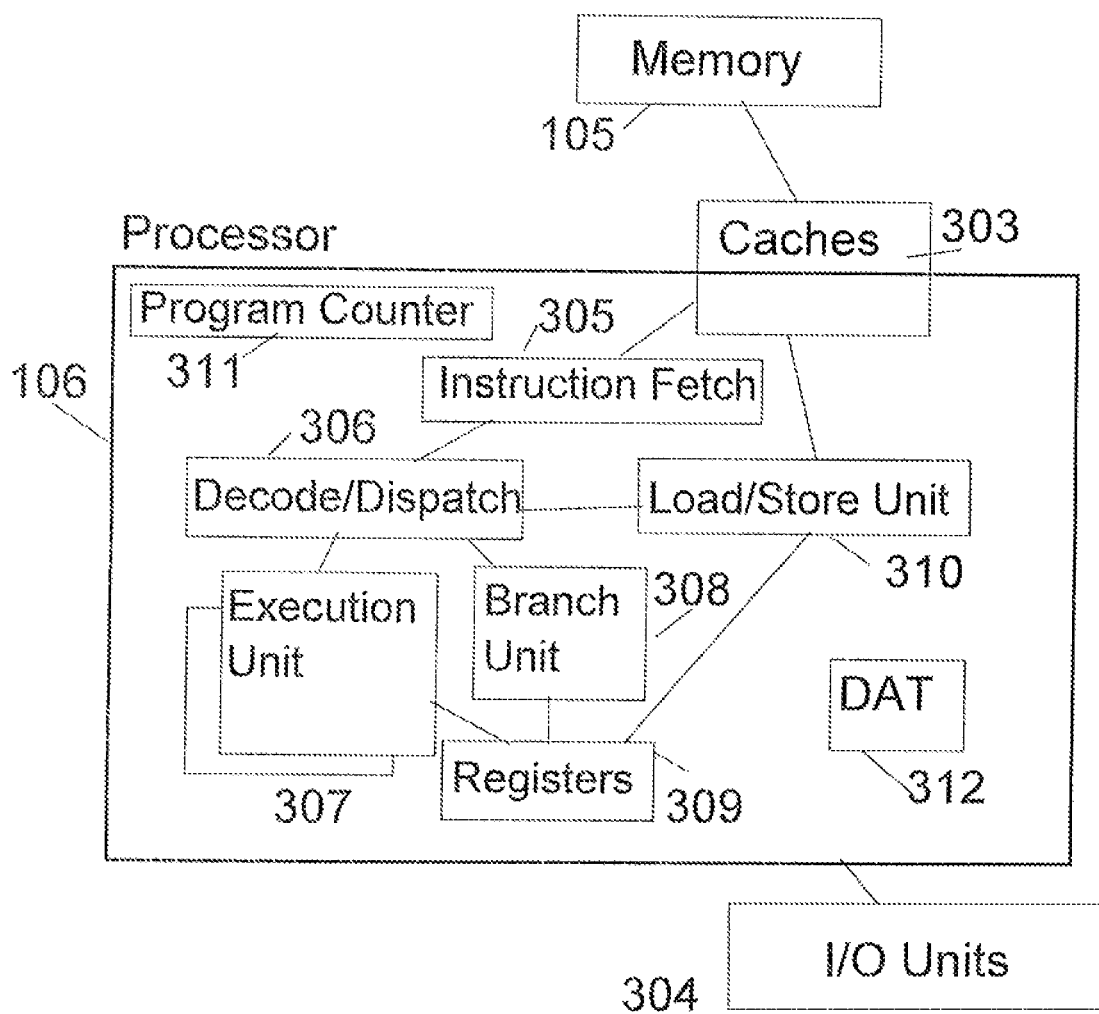 Memory
105
Processor
Caches
303
Program Counter
305
311
106
Instruction Fetch
306
Decode/Dispatch
Load/Store Unit
310
Execution
Unit
Branch
Unit
308
DAT
Registers
307
309
312
I/O Units
304